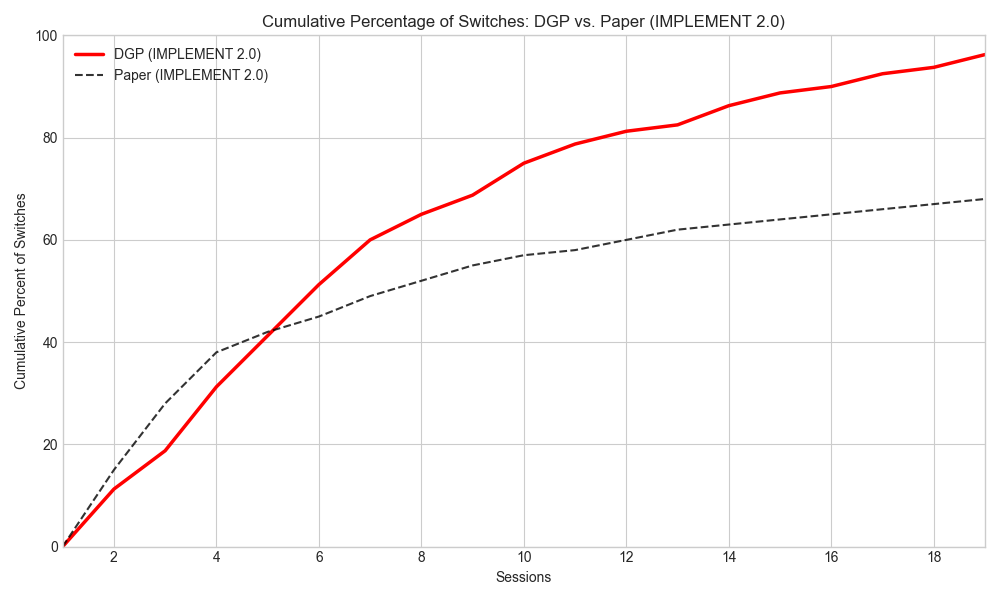 Cumulative Percentage of Switches: DGP vs. Paper (IMPLEMENT 2.0)
DGP (IMPLEMENT 2.0)
Paper (IMPLEMENT 2.0)
Cumulative Percent of Switches
100
80
60
40
20
0
2 4 6 8 10 12 14 16 18
Sessions